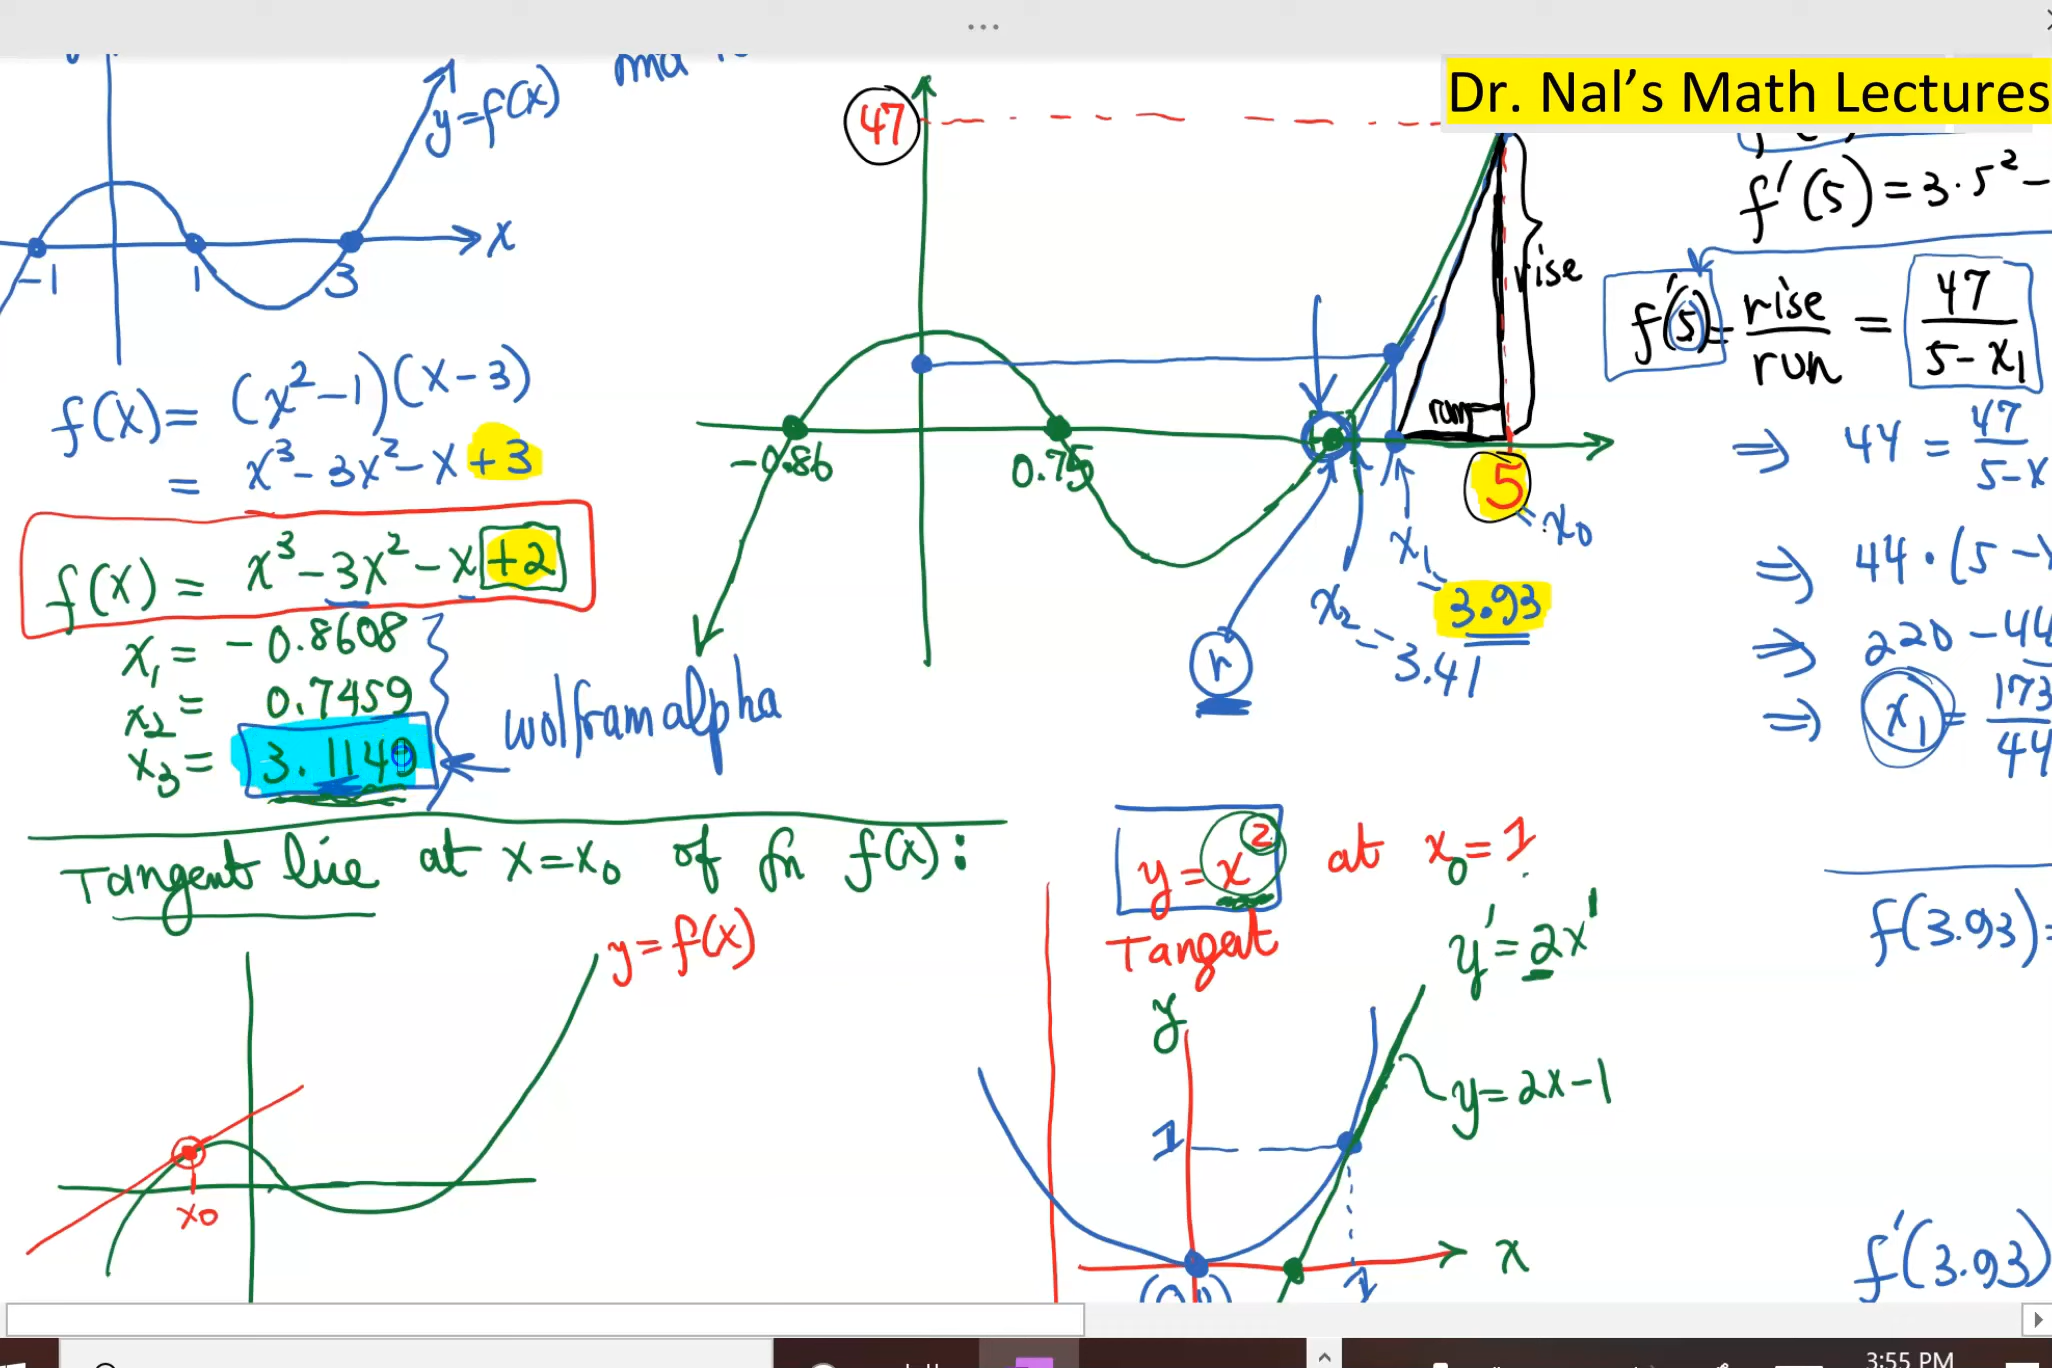 ...
Dr. Nal's Math Lectures
y=f(x)
x
-1
1
3
f(x)= (x²-1)(x-3)
= x³-3x²-x+3
f(x) = x³-3x²-x+2
x₁= -0.8608
x₂= 0.7459
x₃= 3.1149
wolframalpha
47
-0.86
0.75
rise
run
5 = x₀
x₁ = 3.93
x₂ = 3.41
r
f'(5)=3·5²-
f'(5)= rise/run = 47/(5-x₁)
⇒ 44 = 47/5-x
⇒ 44·(5-
⇒ 220-44
⇒ x₁= 173/44
Tangent line at x=x₀ of fn f(x):
y=f(x)
x₀
y=x² at x₀=1
Tangent
y'=2x¹
y
y=2x-1
1
x
1
f(3.93)=
f'(3.93)
3:55 PM